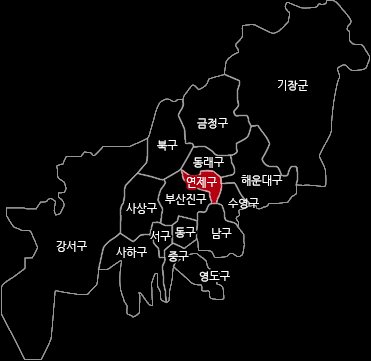 기장군
금정구
북구
동래구
연제구
해운대구
부산진구
수영구
사상구
남구
동구
서구
강서구
사하구
중구
영도구